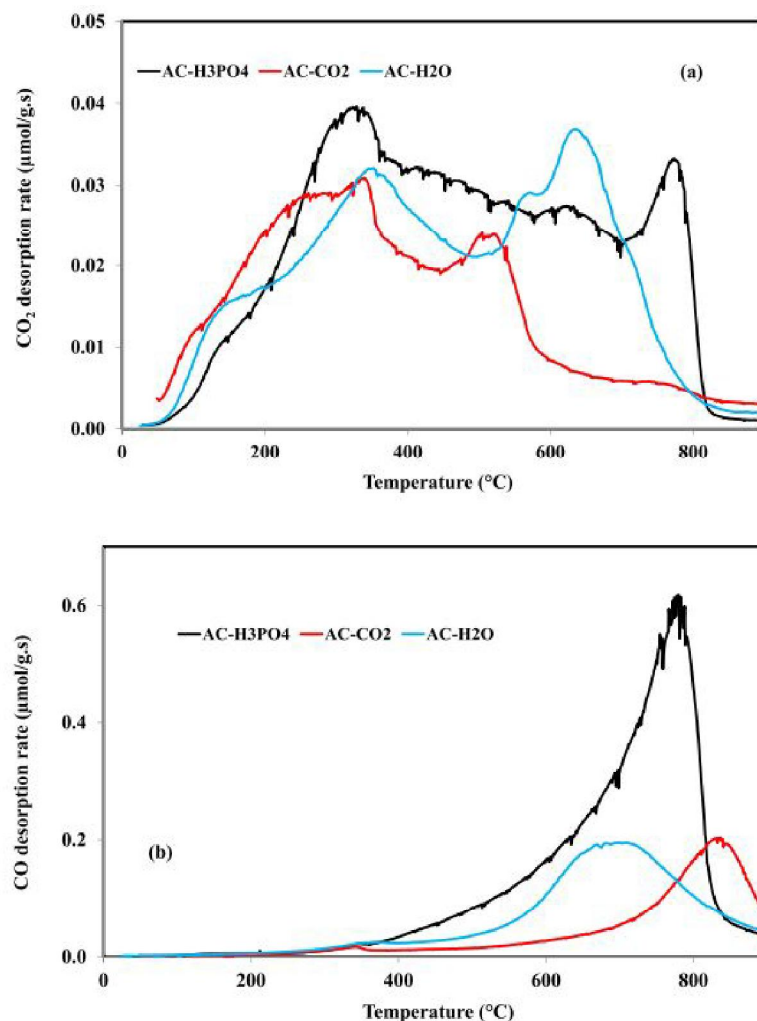 0.05
AC-H3PO4 AC-CO2 AC-H2O (a)
0.04
0.03
0.02
0.01
0.00
CO₂ desorption rate (µmol/g.s)
0 200 400 600 800
Temperature (°C)
0.6
AC-H3PO4 AC-CO2 AC-H2O
0.4
0.2
(b)
0.0
CO desorption rate (µmol/g.s)
0 200 400 600 800
Temperature (°C)